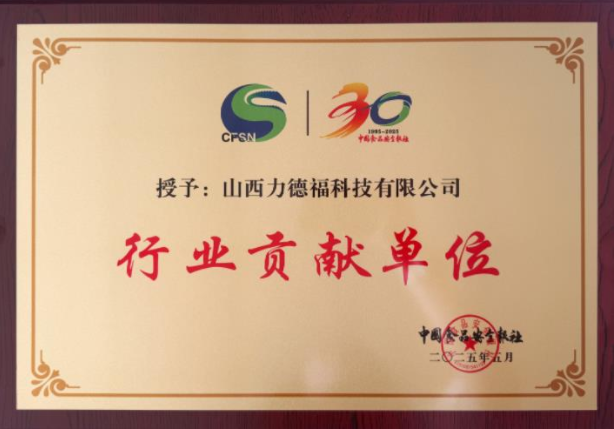 CFSN
30
1995-2025
中国食品安全报社
授予：山西力德福科技有限公司
行业贡献单位
中国食品安全报社
二〇二五年五月